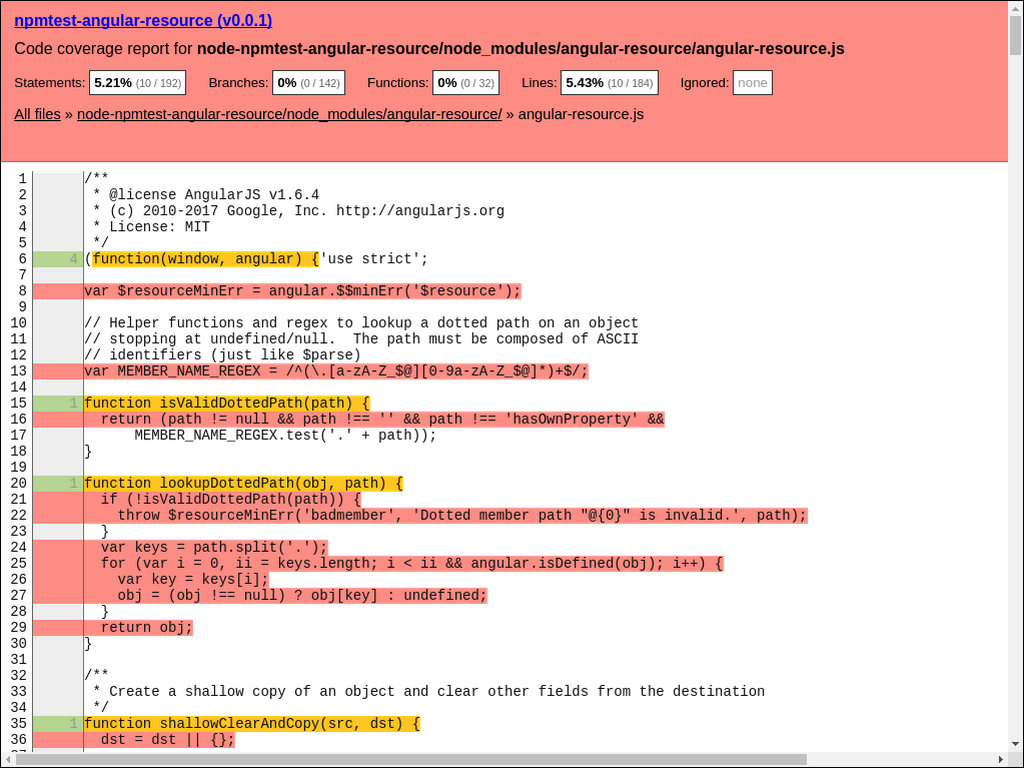 npmtest-angular-resource (v0.0.1)
Code coverage report for node-npmtest-angular-resource/node_modules/angular-resource/angular-resource.js
Statements: 5.21% (10 / 192) Branches: 0% (0 / 142) Functions: 0% (0 / 32) Lines: 5.43% (10 / 184) Ignored: none
All files » node-npmtest-angular-resource/node_modules/angular-resource/ » angular-resource.js
1 /**
2  * @license AngularJS v1.6.4
3  * (c) 2010-2017 Google, Inc. http://angularjs.org
4  * License: MIT
5  */
6 4 (function(window, angular) {'use strict';
7
8 var $resourceMinErr = angular.$$minErr('$resource');
9
10 // Helper functions and regex to lookup a dotted path on an object
11 // stopping at undefined/null.  The path must be composed of ASCII
12 // identifiers (just like $parse)
13 var MEMBER_NAME_REGEX = /^(\.[a-zA-Z_$@][0-9a-zA-Z_$@]*)+$/;
14
15 1 function isValidDottedPath(path) {
16   return (path != null && path !== '' && path !== 'hasOwnProperty' &&
17       MEMBER_NAME_REGEX.test('.' + path));
18 }
19
20 1 function lookupDottedPath(obj, path) {
21   if (!isValidDottedPath(path)) {
22     throw $resourceMinErr('badmember', 'Dotted member path "@{0}" is invalid.', path);
23   }
24   var keys = path.split('.');
25   for (var i = 0, ii = keys.length; i < ii && angular.isDefined(obj); i++) {
26     var key = keys[i];
27     obj = (obj !== null) ? obj[key] : undefined;
28   }
29   return obj;
30 }
31
32 /**
33  * Create a shallow copy of an object and clear other fields from the destination
34  */
35 1 function shallowClearAndCopy(src, dst) {
36   dst = dst || {};